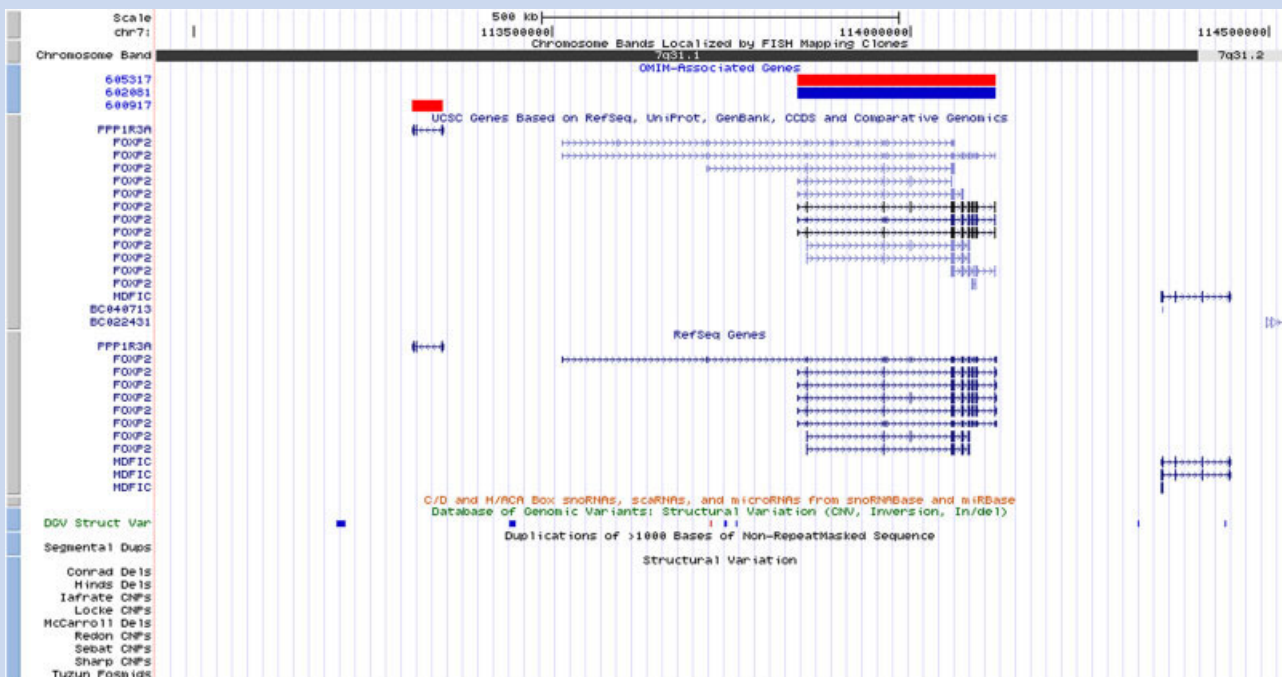 Scale 500 kb
chr7: 113500000 114000000 114500000
Chromosome Bands Localized by FISH Mapping Clones
Chromosome Band 7q31.1 7q31.2
OMIM-Associated Genes
605317
602081
600917
UCSC Genes Based on RefSeq, UniProt, GenBank, CCDS and Comparative Genomics
PPP1R3A
FOXP2
FOXP2
FOXP2
FOXP2
FOXP2
FOXP2
FOXP2
FOXP2
FOXP2
FOXP2
FOXP2
FOXP2
MDFIC
BC040713
BC022431
RefSeq Genes
PPP1R3A
FOXP2
FOXP2
FOXP2
FOXP2
FOXP2
FOXP2
FOXP2
FOXP2
MDFIC
MDFIC
MDFIC
C/D and H/ACA Box snoRNAs, scaRNAs, and microRNAs from snoRNABase and miRBase
Database of Genomic Variants: Structural Variation (CNV, Inversion, In/del)
DGV Struct Var
Duplications of >1000 Bases of Non-RepeatMasked Sequence
Segmental Dups
Structural Variation
Conrad Dels
Hinds Dels
Iafrate CNPs
Locke CNPs
McCarroll Dels
Redon CNPs
Sebat CNPs
Sharp CNPs
Tuzun Fosmids